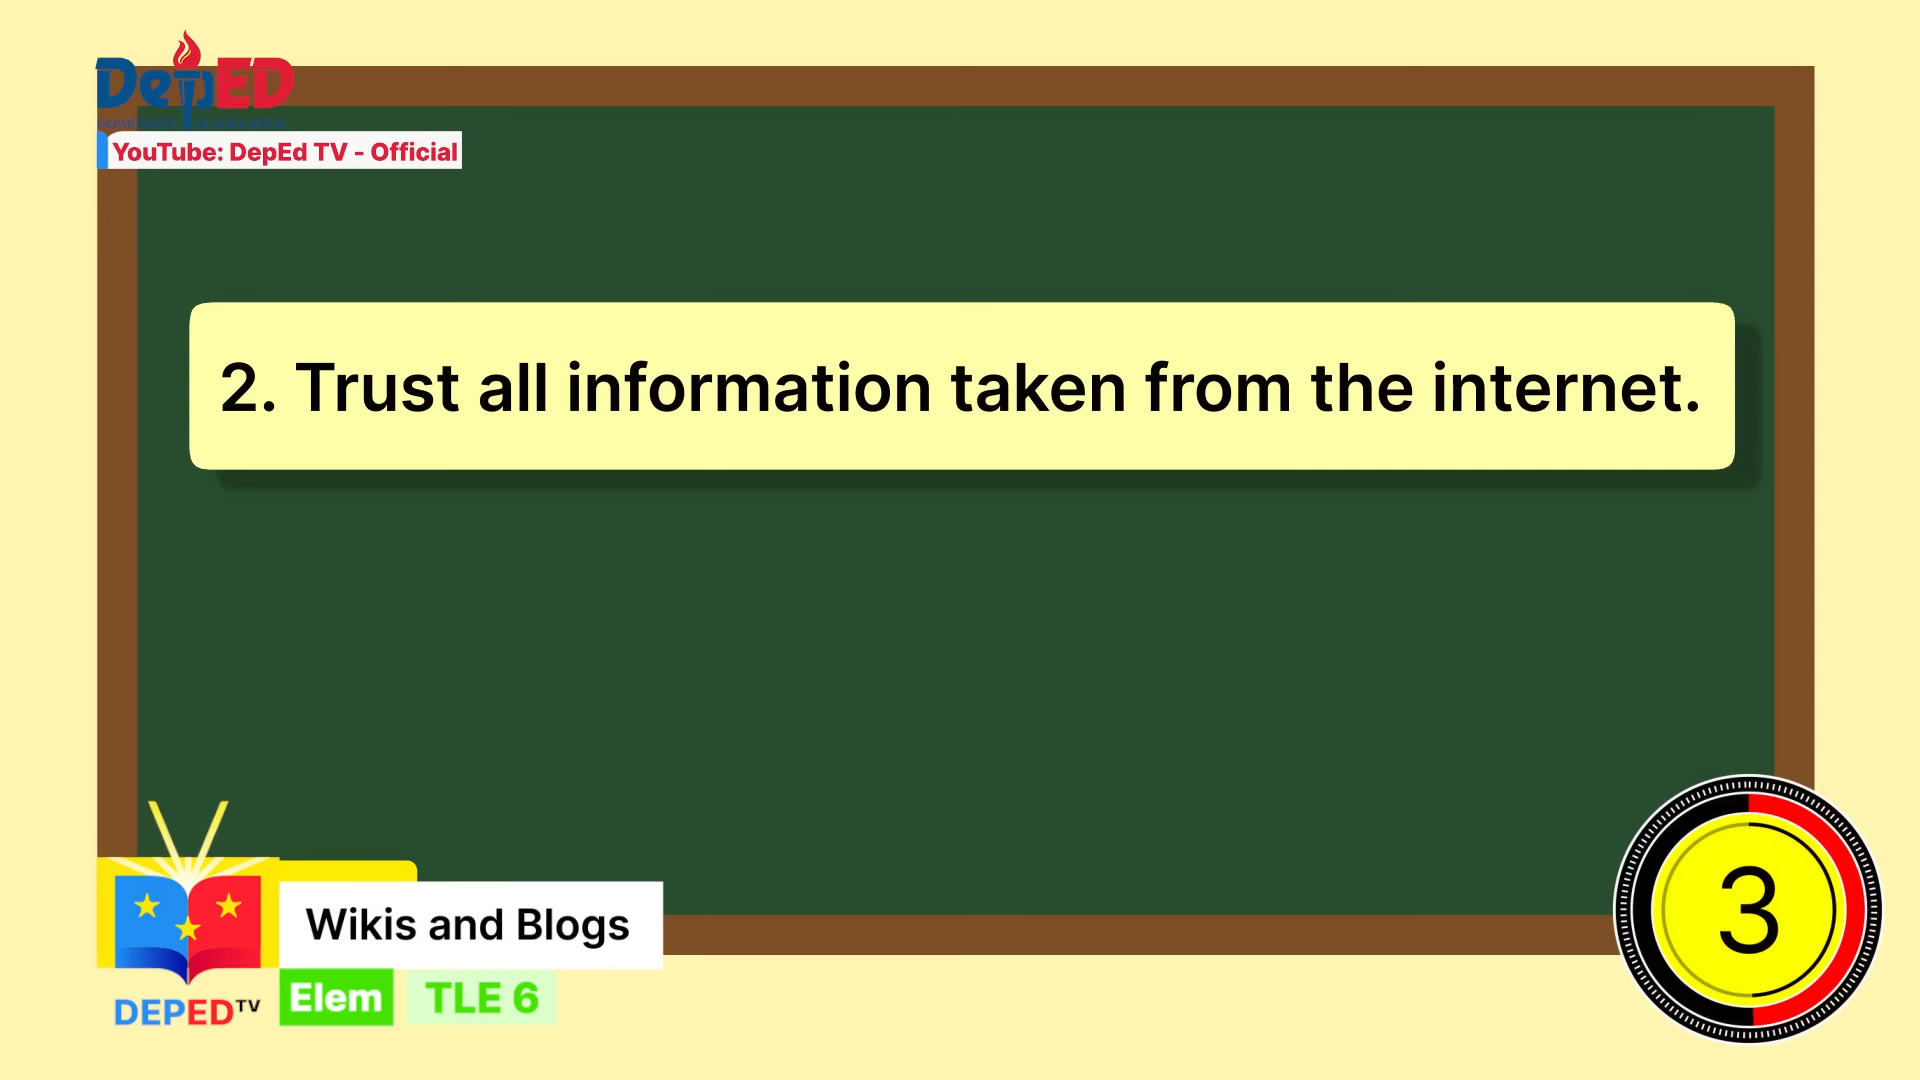 DepED
YouTube: DepEd TV - Official
2. Trust all information taken from the internet.
3
Wikis and Blogs
Elem TLE 6
DEPED TV